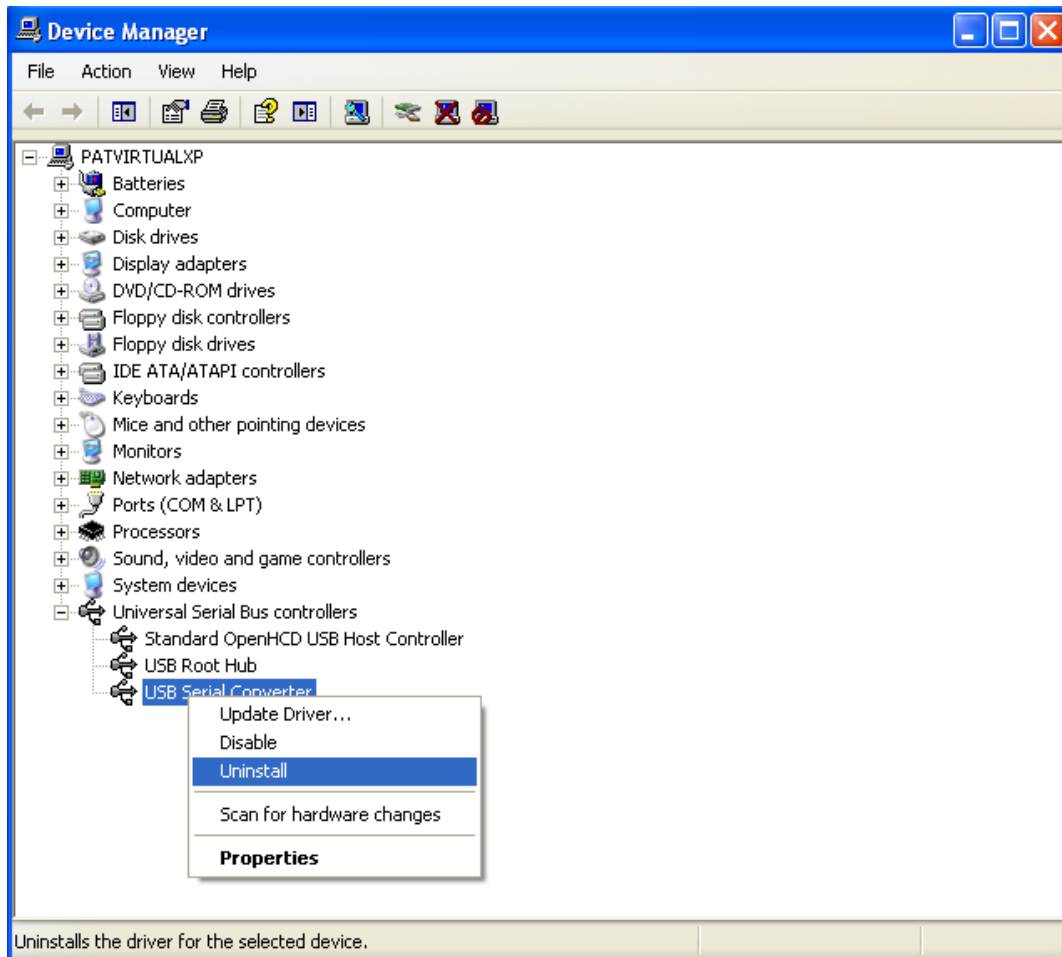 Device Manager
File Action View Help
PATVIRTUALXP
Batteries
Computer
Disk drives
Display adapters
DVD/CD-ROM drives
Floppy disk controllers
Floppy disk drives
IDE ATA/ATAPI controllers
Keyboards
Mice and other pointing devices
Monitors
Network adapters
Ports (COM & LPT)
Processors
Sound, video and game controllers
System devices
Universal Serial Bus controllers
Standard OpenHCD USB Host Controller
USB Root Hub
USB Serial Converter
Update Driver...
Disable
Uninstall
Scan for hardware changes
Properties
Uninstalls the driver for the selected device.